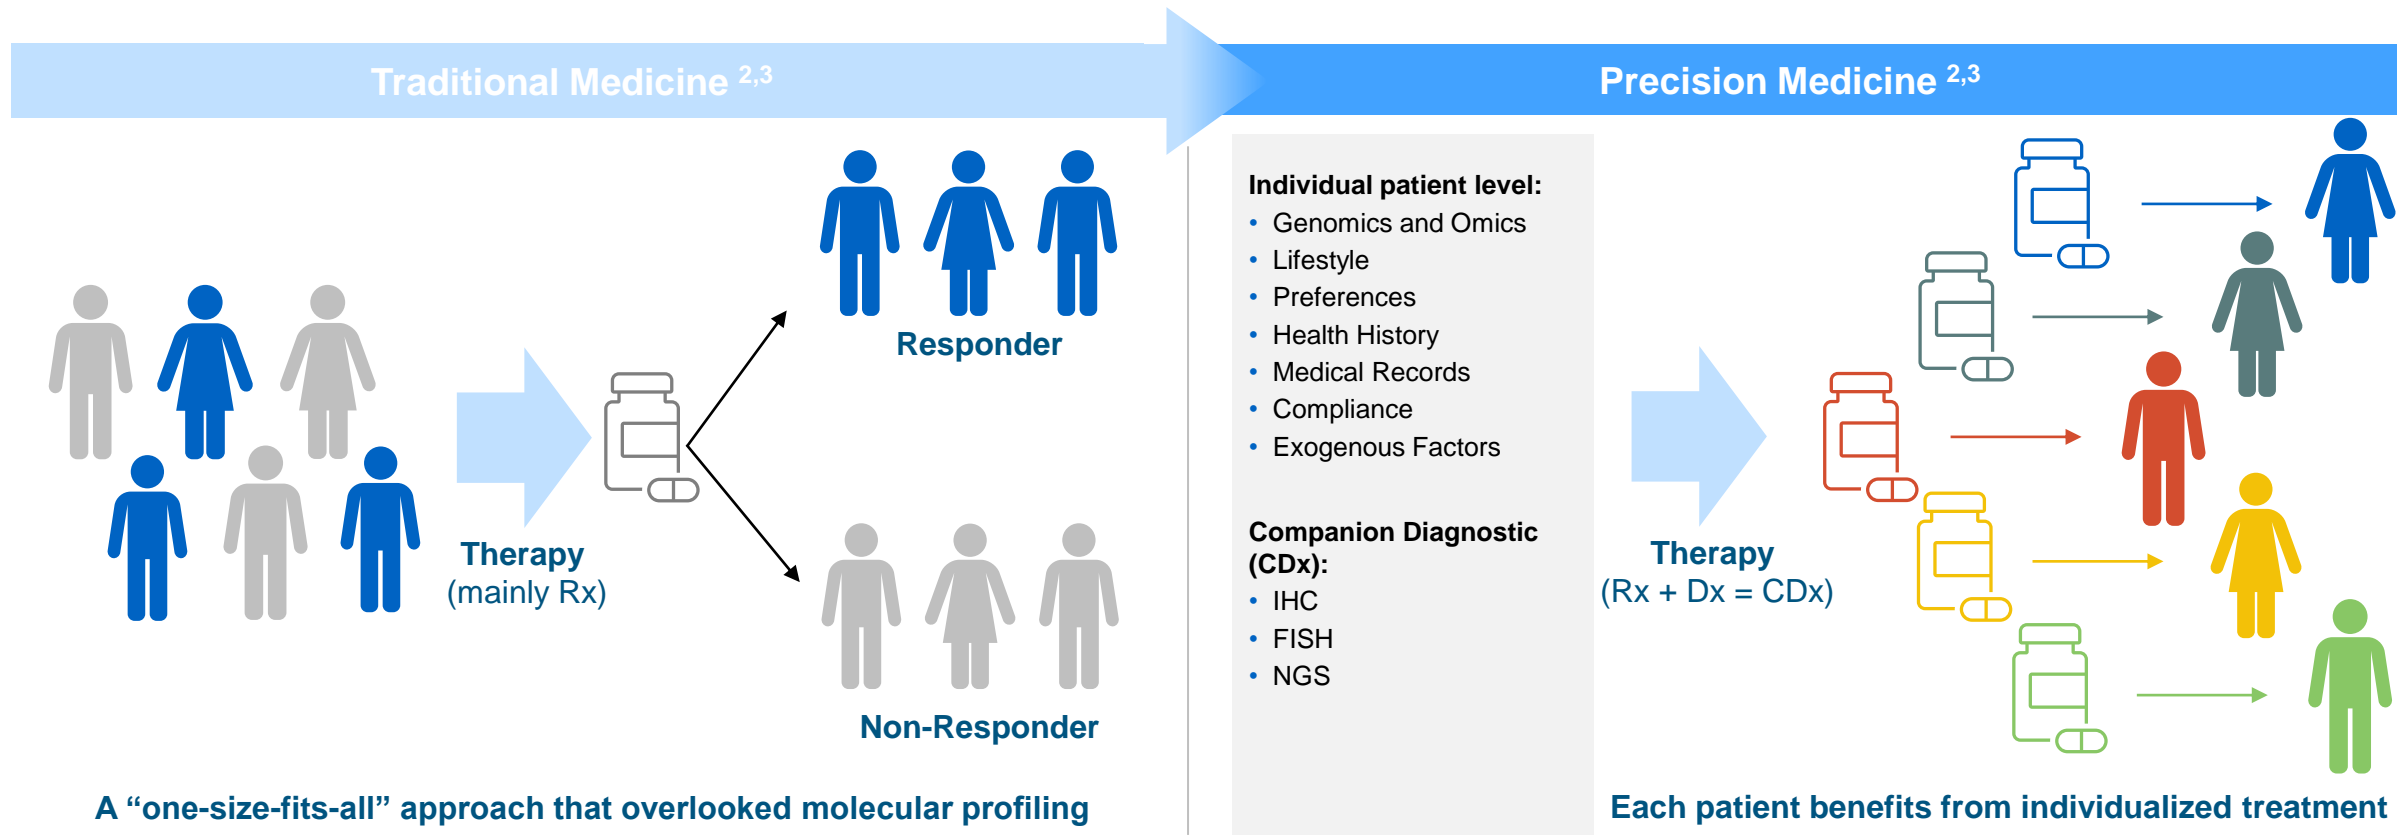 Traditional Medicine 2,3
Responder
Therapy
(mainly Rx)
Non-Responder
A “one-size-fits-all” approach that overlooked molecular profiling
Precision Medicine 2,3
Individual patient level:
• Genomics and Omics
• Lifestyle
• Preferences
• Health History
• Medical Records
• Compliance
• Exogenous Factors
Companion Diagnostic
(CDx):
• IHC
• FISH
• NGS
Therapy
(Rx + Dx = CDx)
Each patient benefits from individualized treatment